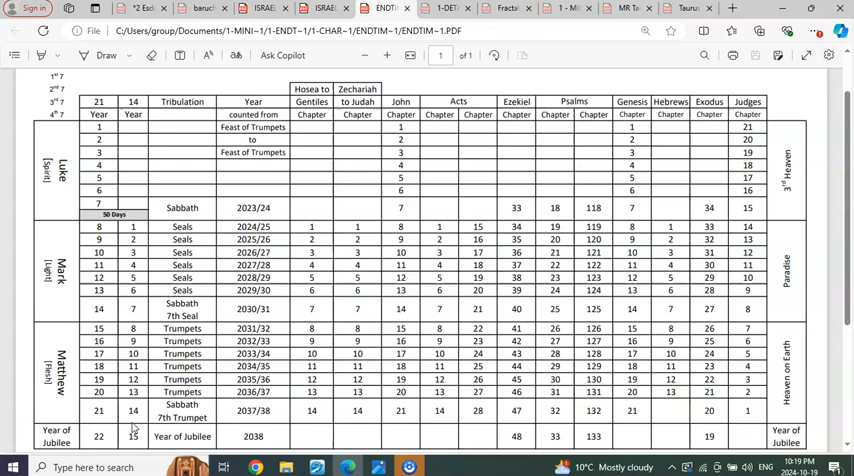 Sign in *2 Esd baruch ISRAEL ISRAEL ENDTIM 1-DETA Fractal 1 - MIL MR Tac Taurus
File C:/Users/group/Documents/1-MINI~1/1-ENDT~1/1-CHAR~1/ENDTIM~1/ENDTIM~1.PDF
Draw Ask Copilot 1 of 1
1st 7
2nd 7 Hosea to Zechariah
3rd 7 21 14 Tribulation Year Gentiles to Judah John Acts Ezekiel Psalms Genesis Hebrews Exodus Judges
4th 7 Year Year counted from Chapter Chapter Chapter Chapter Chapter Chapter Chapter Chapter Chapter Chapter Chapter Chapter
Luke [Spirit]
1 Feast of Trumpets 1 1 21
2 to 2 2 20
3 Feast of Trumpets 3 3 19
4 4 4 18
5 5 5 17
6 6 6 16
7 Sabbath 2023/24 7 33 18 118 7 34 15
50 Days
3rd Heaven
Mark [Light]
8 1 Seals 2024/25 1 1 8 1 15 34 19 119 8 1 33 14
9 2 Seals 2025/26 2 2 9 2 16 35 20 120 9 2 32 13
10 3 Seals 2026/27 3 3 10 3 17 36 21 121 10 3 31 12
11 4 Seals 2027/28 4 4 11 4 18 37 22 122 11 4 30 11
12 5 Seals 2028/29 5 5 12 5 19 38 23 123 12 5 29 10
13 6 Seals 2029/30 6 6 13 6 20 39 24 124 13 6 28 9
14 7 Sabbath 7th Seal 2030/31 7 7 14 7 21 40 25 125 14 7 27 8
Paradise
Matthew [Flesh]
15 8 Trumpets 2031/32 8 8 15 8 22 41 26 126 15 8 26 7
16 9 Trumpets 2032/33 9 9 16 9 23 42 27 127 16 9 25 6
17 10 Trumpets 2033/34 10 10 17 10 24 43 28 128 17 10 24 5
18 11 Trumpets 2034/35 11 11 18 11 25 44 29 129 18 11 23 4
19 12 Trumpets 2035/36 12 12 19 12 26 45 30 130 19 12 22 3
20 13 Trumpets 2036/37 13 13 20 13 27 46 31 131 20 13 21 2
21 14 Sabbath 7th Trumpet 2037/38 14 14 21 14 28 47 32 132 21 20 1
Heaven on Earth
Year of Jubilee 22 15 Year of Jubilee 2038 48 33 133 19 Year of Jubilee
Type here to search 10°C Mostly cloudy ENG 10:19 PM
2024-10-19